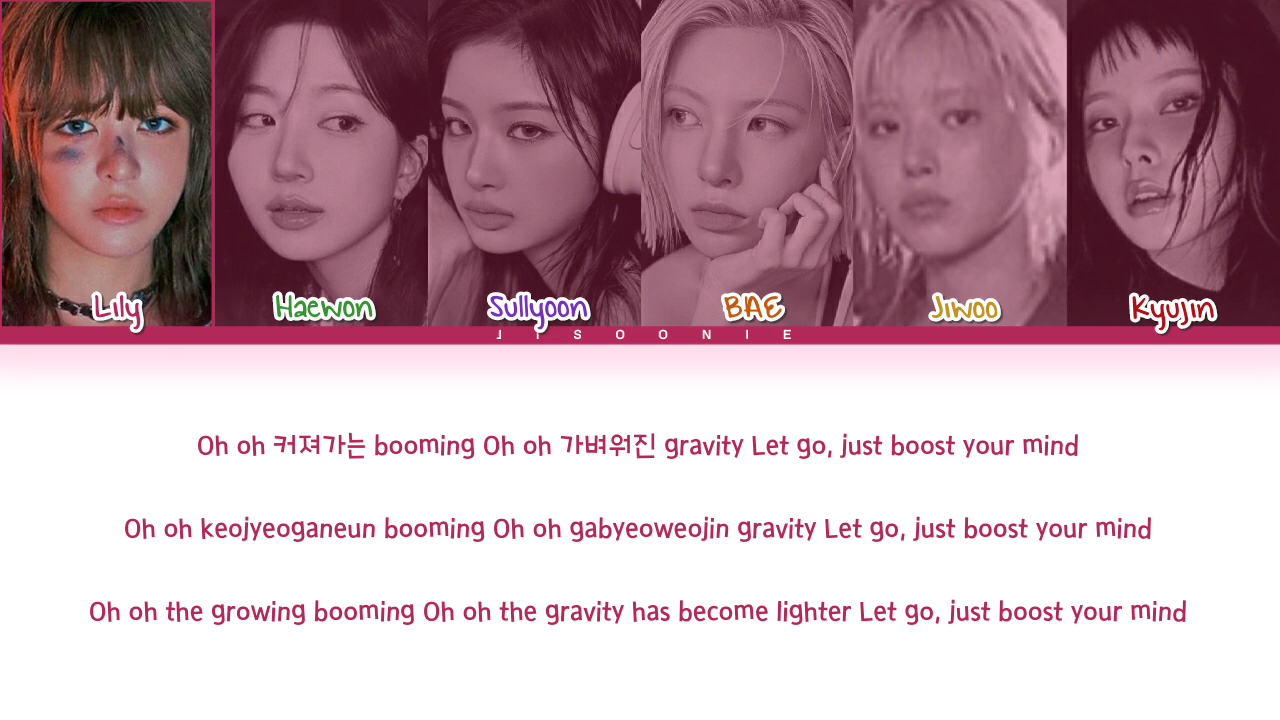 Lily Haewon Sullyoon BAE Jiwoo Kyujin
JISOONIE
Oh oh 커져가는 booming Oh oh 가벼워진 gravity Let go, just boost your mind
Oh oh keojyeoganeun booming Oh oh gabyeoweojin gravity Let go, just boost your mind
Oh oh the growing booming Oh oh the gravity has become lighter Let go, just boost your mind